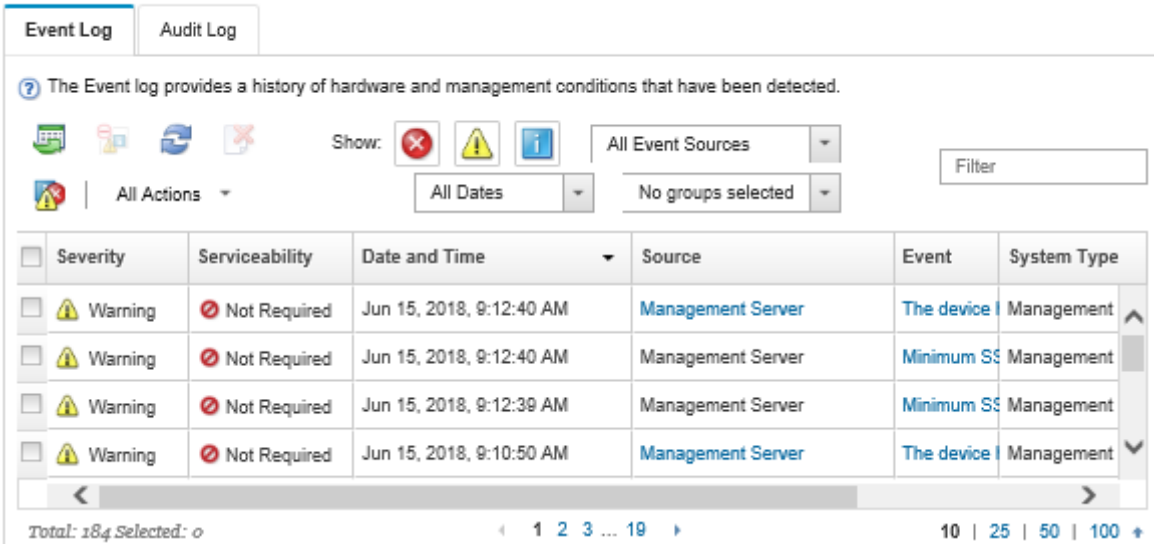 Event Log Audit Log
The Event log provides a history of hardware and management conditions that have been detected.
Show: All Event Sources
Filter
All Actions All Dates No groups selected
Severity Serviceability Date and Time Source Event System Type
Warning Not Required Jun 15, 2018, 9:12:40 AM Management Server The device Management
Warning Not Required Jun 15, 2018, 9:12:40 AM Management Server Minimum Management
Warning Not Required Jun 15, 2018, 9:12:39 AM Management Server Minimum Management
Warning Not Required Jun 15, 2018, 9:10:50 AM Management Server The device Management
Total: 184 Selected: 0 1 2 3 ... 19 10 | 25 | 50 | 100